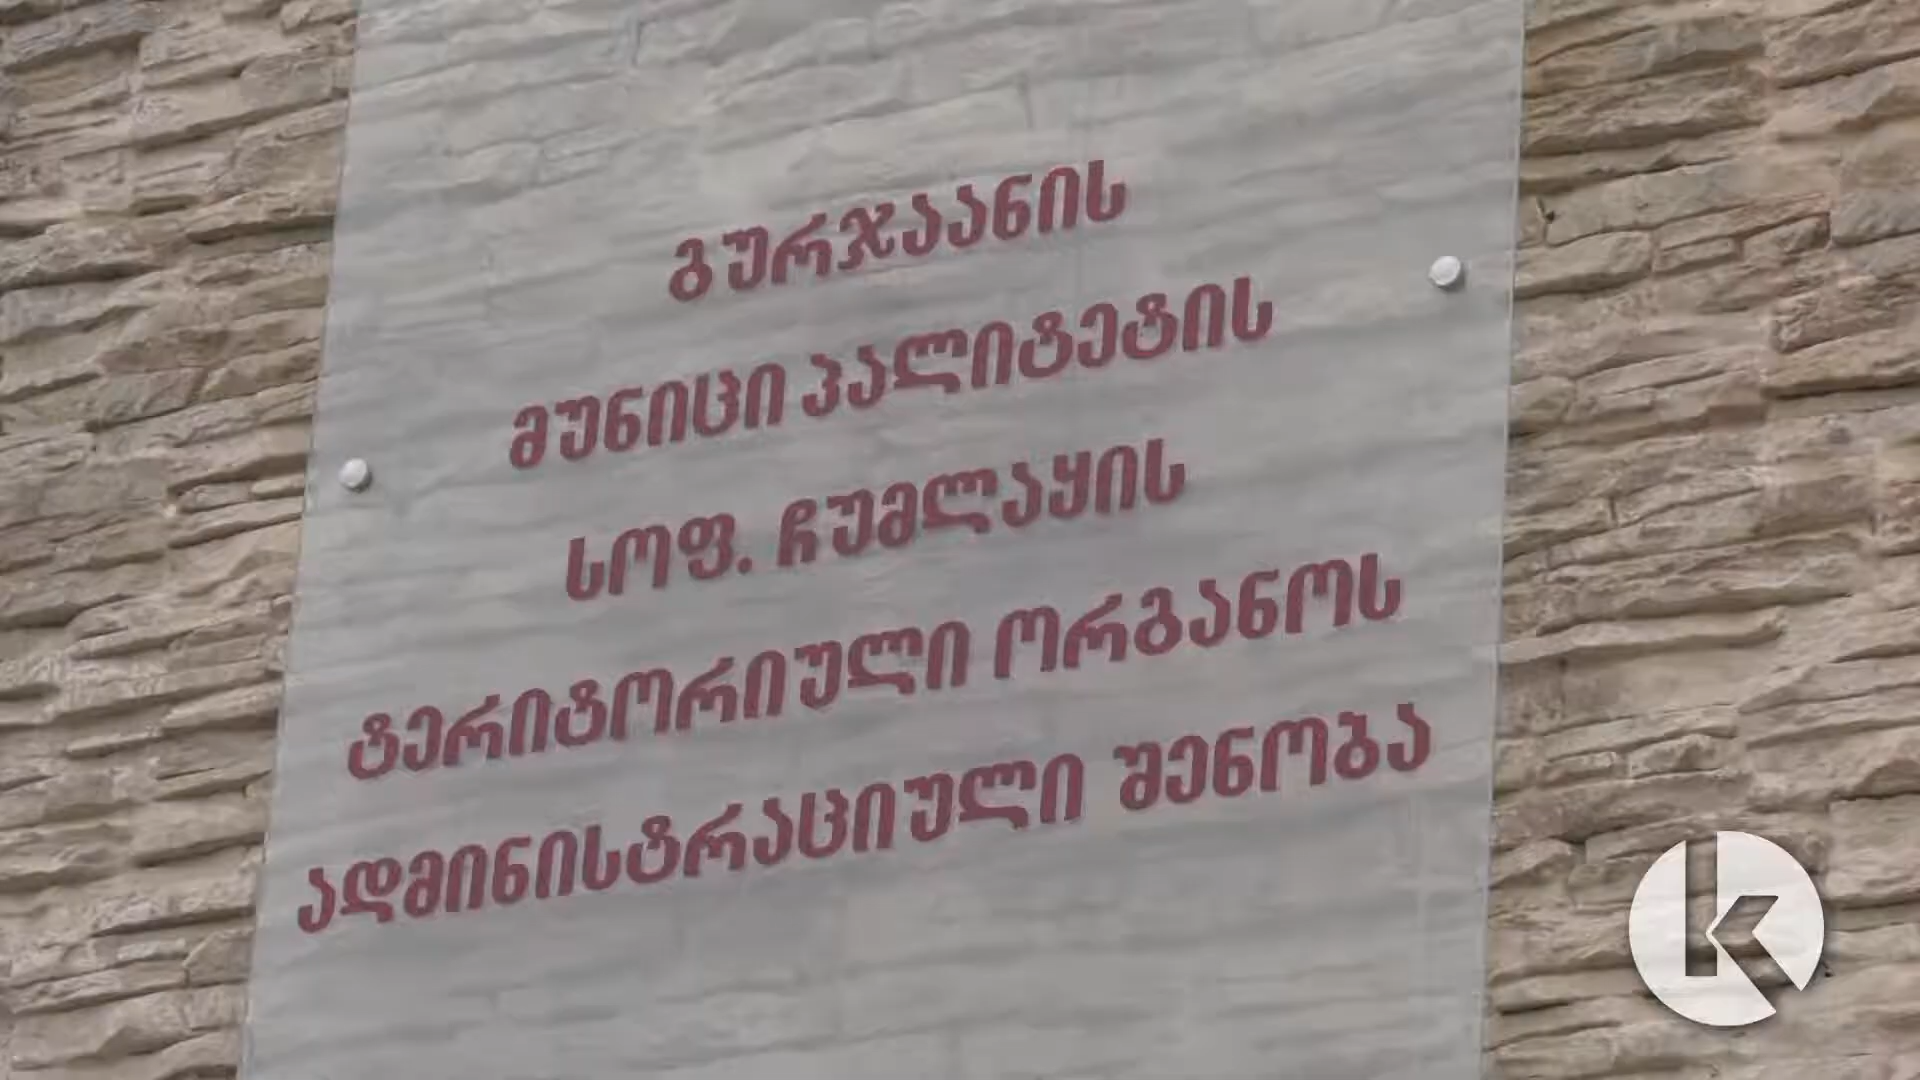 გურჯაანის
მუნიციპალიტეტის
სოფ. ჩუმლაყის
ტერიტორიული ორგანოს
ადმინისტრაციული შენობა
k